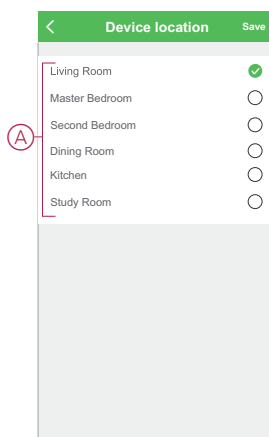 Device location Save
Living Room
Master Bedroom
Second Bedroom
Dining Room
A
Kitchen
Study Room